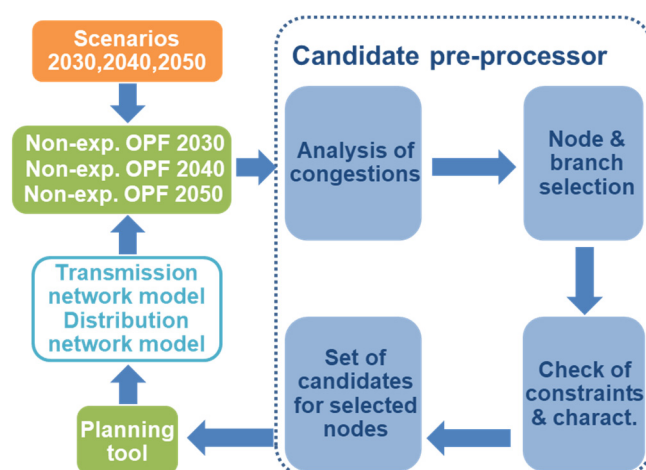 Scenarios
2030,2040,2050
Candidate pre-processor
Non-exp. OPF 2030
Non-exp. OPF 2040
Non-exp. OPF 2050
Analysis of
congestions
Node &
branch
selection
Transmission
network model
Distribution
network model
Set of
candidates
for selected
nodes
Check of
constraints
& charact.
Planning
tool